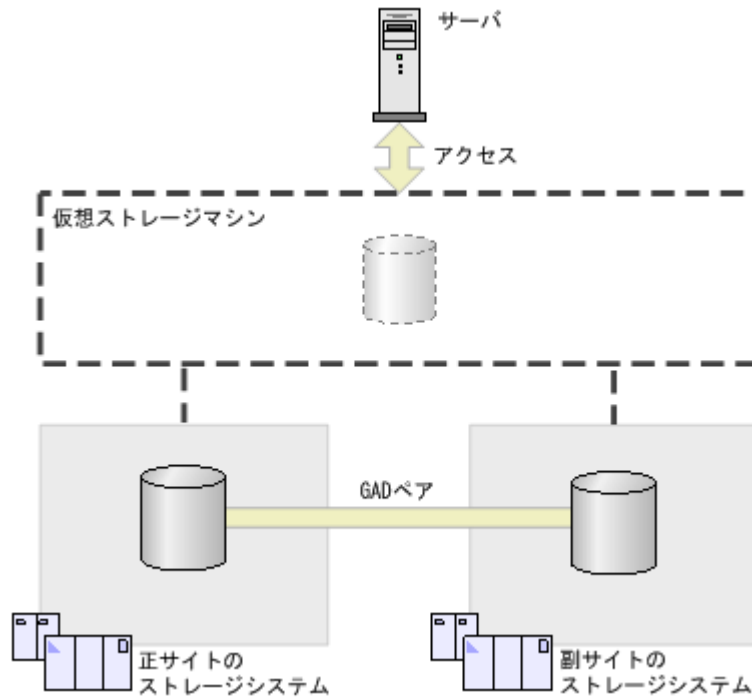 サーバ
アクセス
仮想ストレージマシン
GADペア
正サイトの
ストレージシステム
副サイトの
ストレージシステム